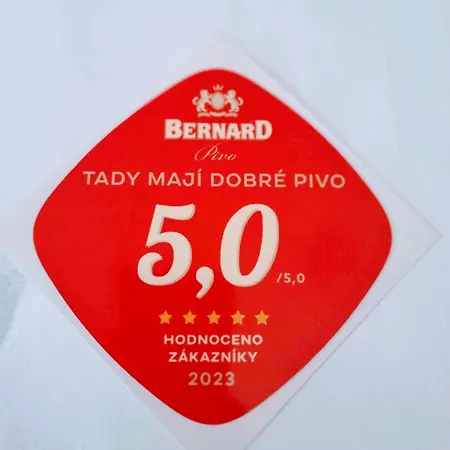 BERNARD
Pivo
TADY MAJÍ DOBRÉ PIVO
5,0 /5,0
HODNOCENO
ZÁKAZNÍKY
2023